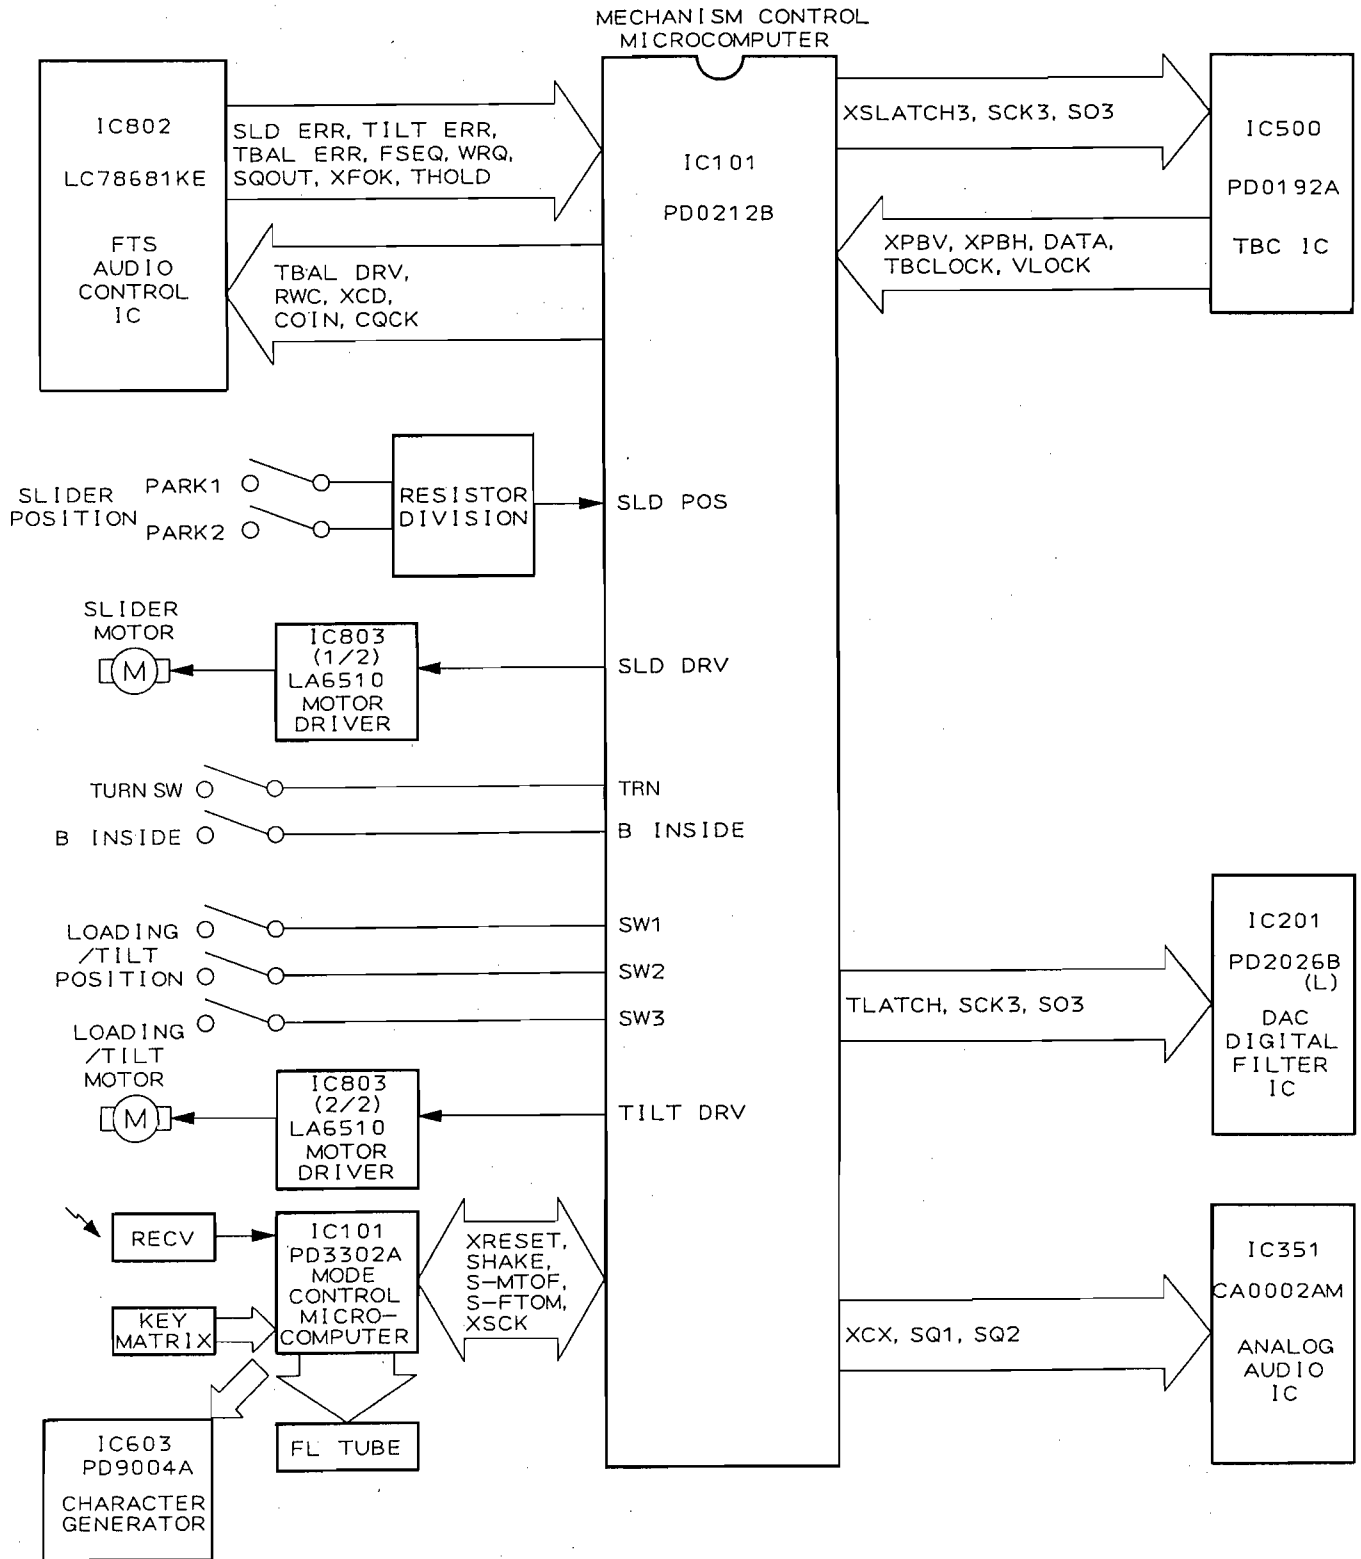 MECHANISM CONTROL
MICROCOMPUTER
IC802
LC78681KE
FTS
AUDIO
CONTROL
IC
SLD ERR, TILT ERR,
TBAL ERR, FSEQ, WRQ,
SQOUT, XFOK, THOLD
TBAL DRV,
RWC, XCD,
COIN, CQCK
IC101
PD0212B
XSLATCH3, SCK3, SO3
XPBV, XPBH, DATA,
TBCLOCK, VLOCK
IC500
PD0192A
TBC IC
SLIDER
POSITION
PARK1
PARK2
RESISTOR
DIVISION
SLD POS
SLIDER
MOTOR
M
IC803
(1/2)
LA6510
MOTOR
DRIVER
SLD DRV
TURN SW
TRN
B INSIDE
B INSIDE
LOADING
/TILT
POSITION
SW1
SW2
SW3
LOADING
/TILT
MOTOR
M
IC803
(2/2)
LA6510
MOTOR
DRIVER
TILT DRV
TLATCH, SCK3, SO3
IC201
PD2026B
(L)
DAC
DIGITAL
FILTER
IC
RECV
KEY
MATRIX
IC101
PD3302A
MODE
CONTROL
MICRO-
COMPUTER
XRESET,
SHAKE,
S-MTOF,
S-FTOM,
XSCK
XCX, SQ1, SQ2
IC351
CA0002AM
ANALOG
AUDIO
IC
FL TUBE
IC603
PD9004A
CHARACTER
GENERATOR